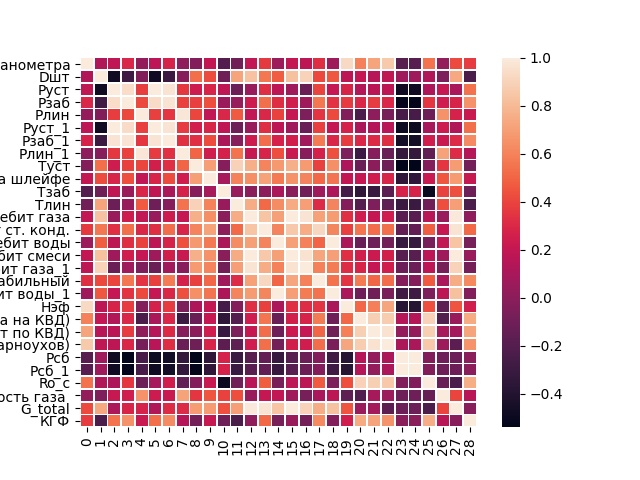 анометра
Dшт
Руст
Рзаб
Рлин
Руст_1
Рзаб_1
Рлин_1
Туст
а шлейфе
Тзаб
Тлин
ебит газа
ст. конд.
ебит воды
бит смеси
бит газа_1
абильный
ит воды_1
Нэф
а на КВД)
т по КВД)
арноухов)
Рсб
Рсб_1
Ro_c
ость газа
G_total
КГФ
0 1 2 3 4 5 6 7 8 9 10 11 12 13 14 15 16 17 18 19 20 21 22 23 24 25 26 27 28
1.0
0.8
0.6
0.4
0.2
0.0
−0.2
−0.4